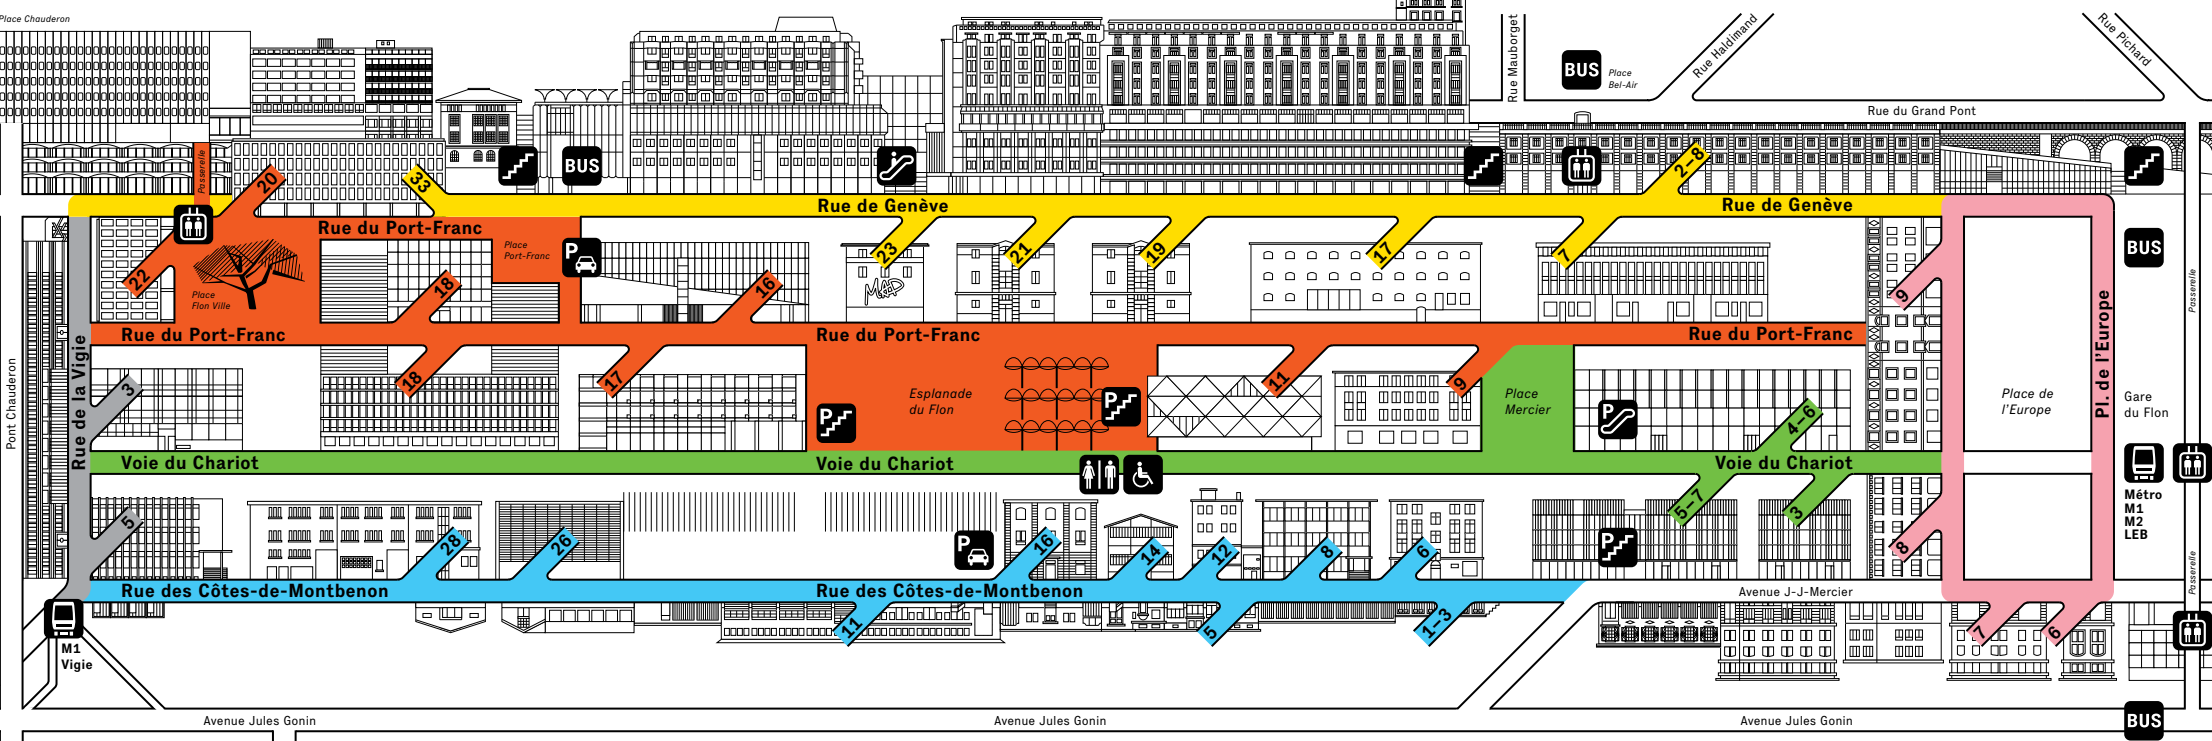 Place Chauderon
Rue Mauborget
BUS
Place
Bel-Air
Rue Haldimand
Rue Pichard
Rue du Grand Pont
Passerelle
20
33
BUS
2–8
Rue de Genève
Rue de Genève
Rue du Port-Franc
Place
Port-Franc
P
22
Place
Flon Ville
18
16
23
MAD
21
19
17
7
9
BUS
Passerelle
Rue du Port-Franc
Rue du Port-Franc
Rue du Port-Franc
Pont Chauderon
Rue de la Vigie
3
18
17
Esplanade
du Flon
P
P
11
9
Place
Mercier
P
4–6
Place de
l'Europe
Pl. de l'Europe
Gare
du Flon
Voie du Chariot
Voie du Chariot
Voie du Chariot
5
28
26
P
16
14
12
8
6
5–7
3
P
8
Métro
M1
M2
LEB
Passerelle
Rue des Côtes-de-Montbenon
Rue des Côtes-de-Montbenon
Avenue J-J-Mercier
11
5
1–3
7
6
M1
Vigie
Avenue Jules Gonin
Avenue Jules Gonin
Avenue Jules Gonin
BUS